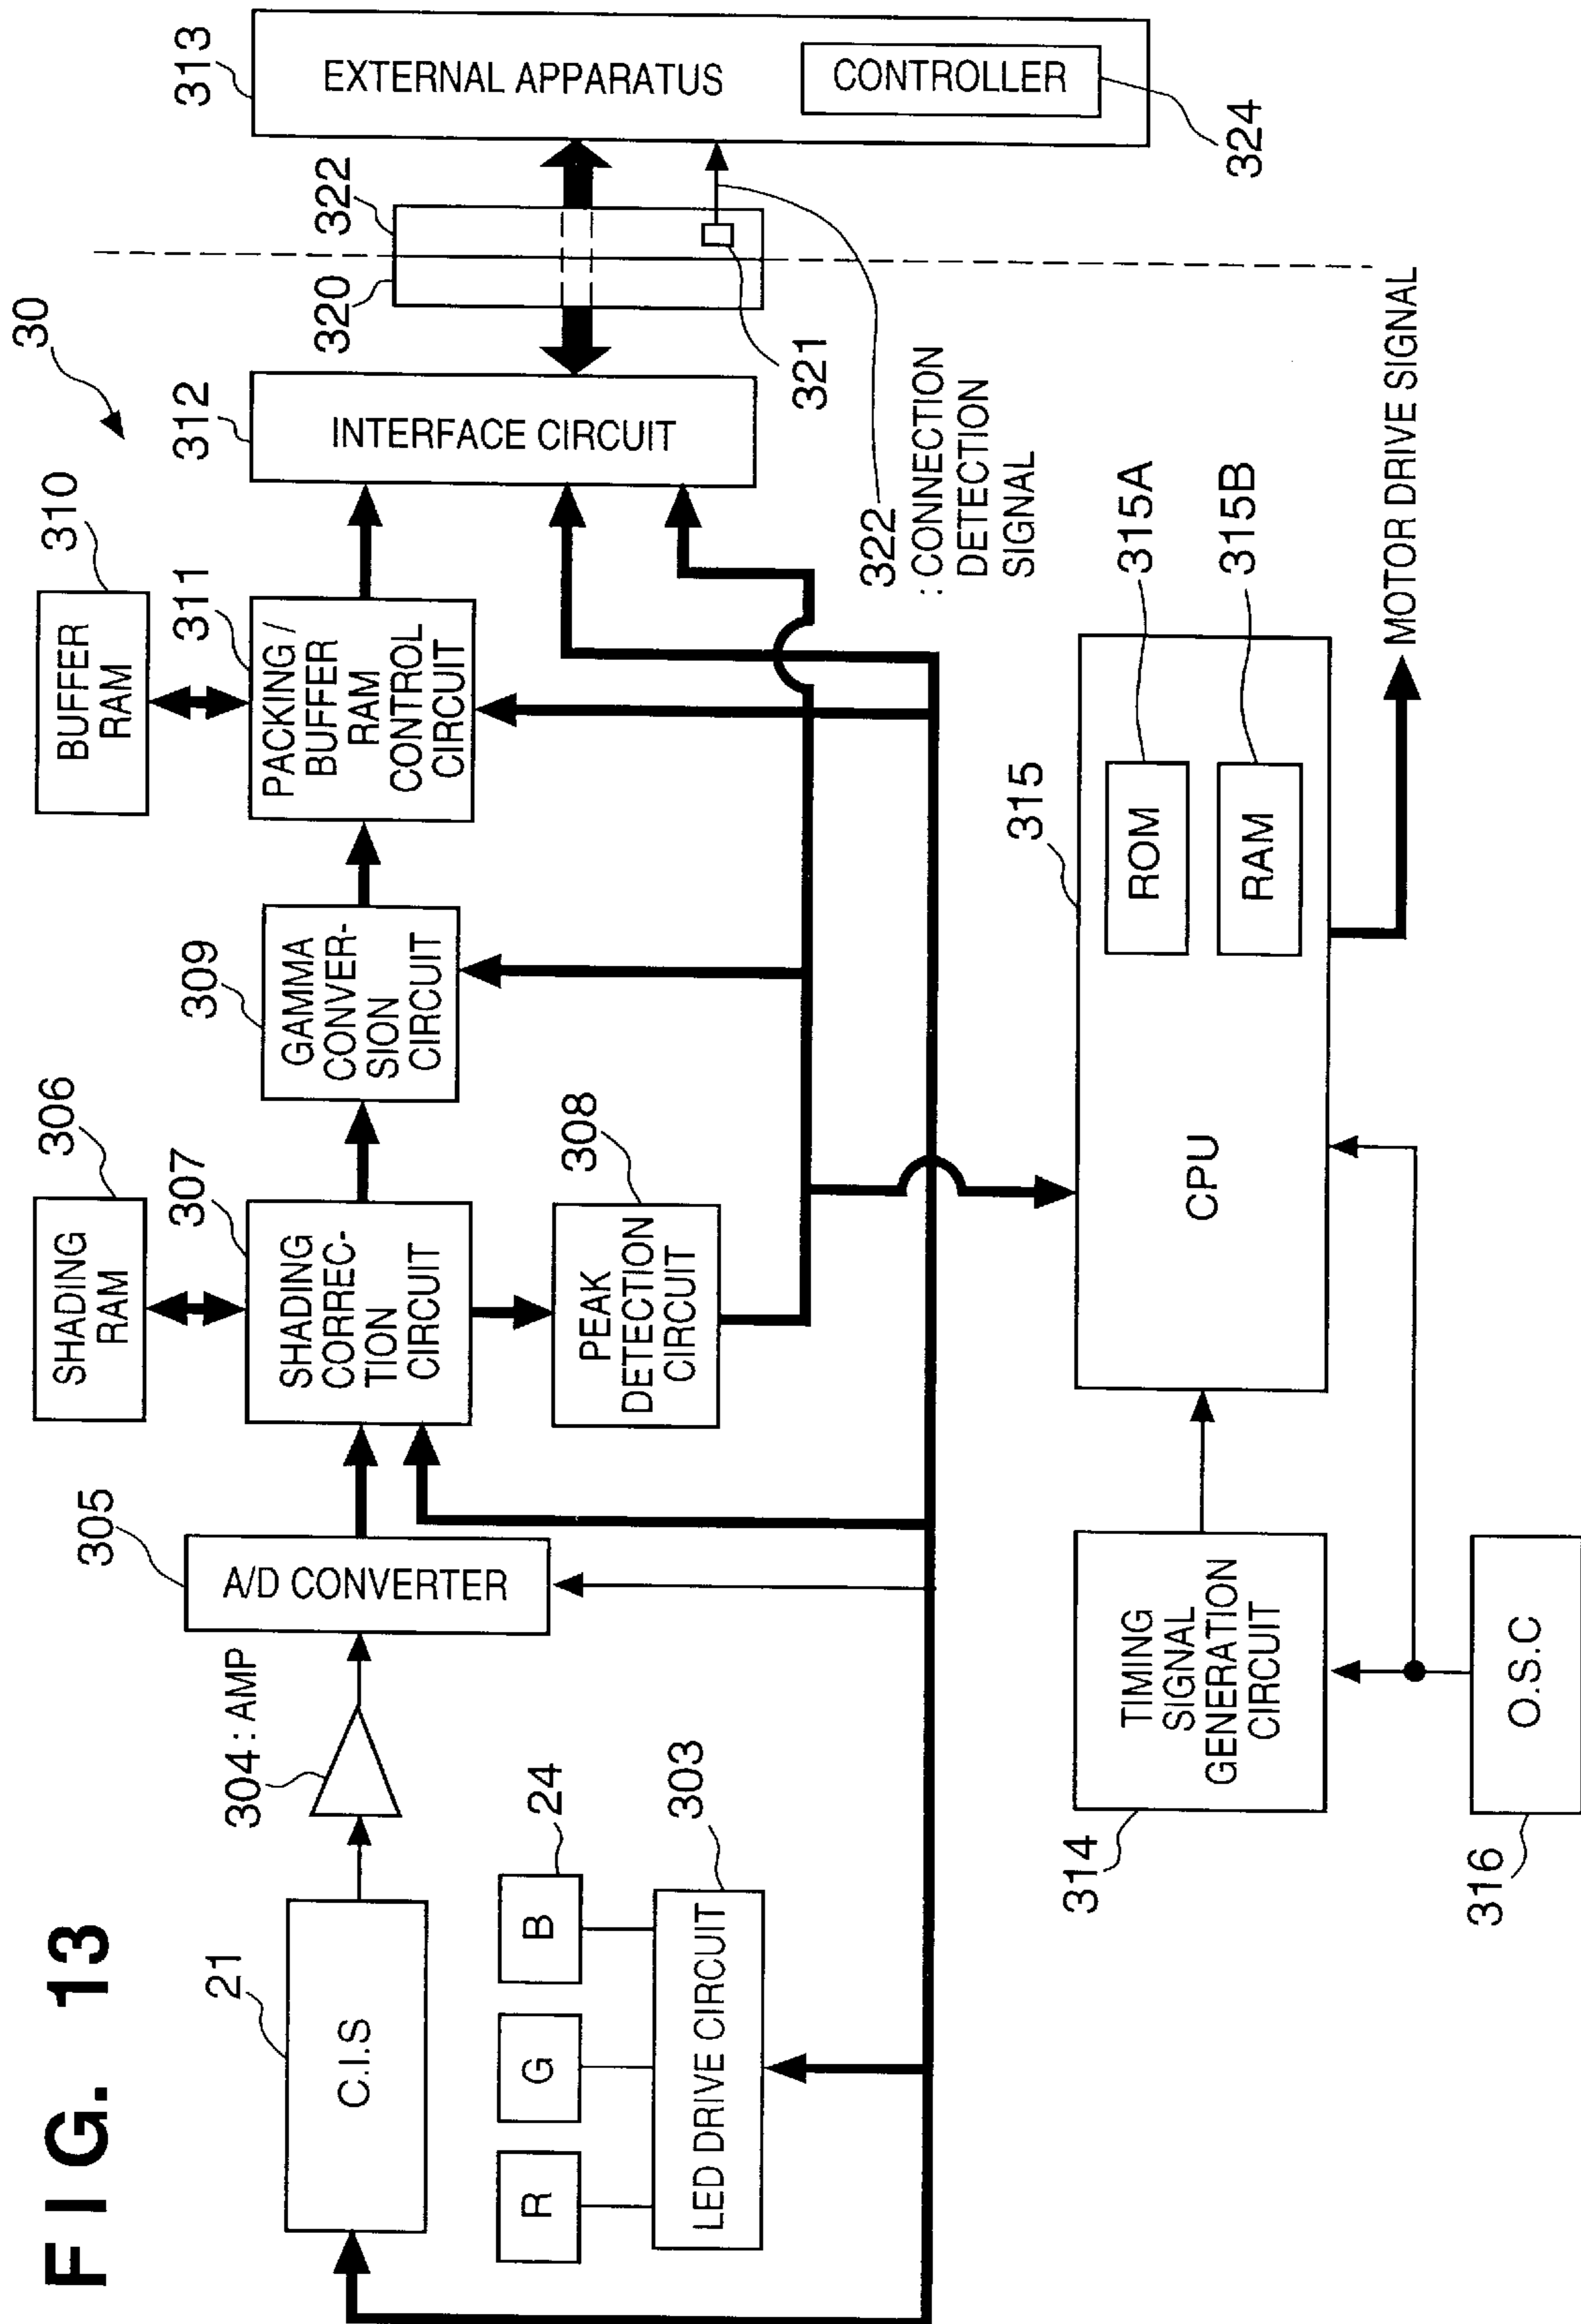 FIG. 13
30
21
C.I.S
304 : AMP
305
A/D CONVERTER
306
SHADING
RAM
307
SHADING
CORREC-
TION
CIRCUIT
308
PEAK
DETECTION
CIRCUIT
309
GAMMA
CONVER-
SION
CIRCUIT
310
BUFFER
RAM
311
PACKING /
BUFFER
RAM
CONTROL
CIRCUIT
312
INTERFACE CIRCUIT
320
322
313
EXTERNAL APPARATUS
CONTROLLER
324
321
322
: CONNECTION
DETECTION
SIGNAL
R
G
B
24
303
LED DRIVE CIRCUIT
314
TIMING
SIGNAL
GENERATION
CIRCUIT
316
O.S.C
315
CPU
ROM
315A
RAM
315B
MOTOR DRIVE SIGNAL